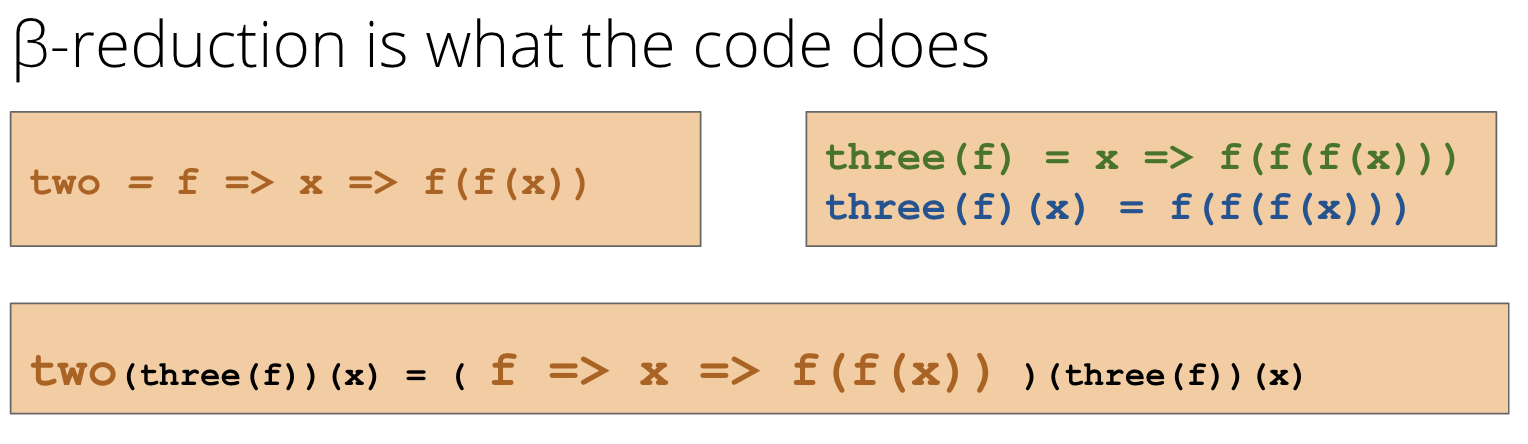 β-reduction is what the code does
two = f => x => f(f(x))
three(f) = x => f(f(f(x)))
three(f)(x) = f(f(f(x)))
two(three(f))(x) = ( f => x => f(f(x)) )(three(f))(x)